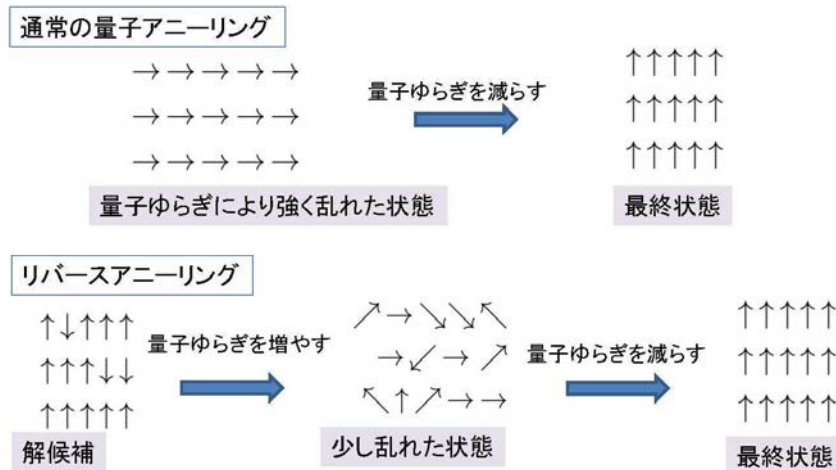 通常の量子アニーリング
→→→→→
→→→→→
→→→→→
量子ゆらぎにより強く乱れた状態
量子ゆらぎを減らす
↑↑↑↑↑
↑↑↑↑↑
↑↑↑↑↑
最終状態
リバースアニーリング
↑↓↑↑↑
↑↑↑↓↓
↑↑↑↑↑
解候補
量子ゆらぎを増やす
↗→↘↘↖
→↙→↗
↖↑↗→→
少し乱れた状態
量子ゆらぎを減らす
↑↑↑↑↑
↑↑↑↑↑
↑↑↑↑↑
最終状態